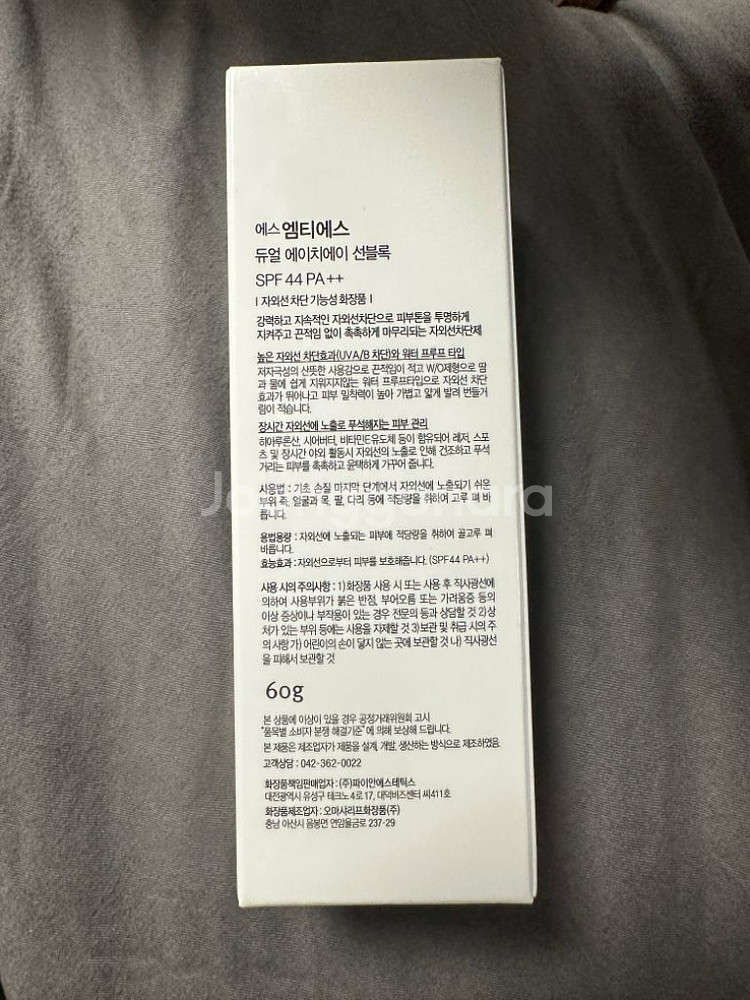 에스엠티에스
듀얼 에이치에이 선블록
SPF 44 PA++
| 자외선 차단 기능성 화장품 |
강력하고 지속적인 자외선차단으로 피부톤을 투명하게
지켜주고 끈적임 없이 촉촉하게 마무리되는 자외선차단제
높은 자외선 차단효과(UVA/B 차단)와 워터 프루프 타입
저자극성의 산뜻한 사용감으로 끈적임이 적고 W/O제형으로 땀
과 물에 쉽게 지워지지않는 워터 프루프타입으로 자외선 차단
효과가 뛰어나고 피부 밀착력이 높아 가볍고 얇게 발려 번들거
림이 적습니다.
장시간 자외선에 노출로 푸석해지는 피부 관리
히아루론산, 시어버터, 비타민E유도체 등이 함유되어 레저, 스포
츠 및 장시간 야외 활동시 자외선의 노출로 인해 건조하고 푸석
거리는 피부를 촉촉하고 윤택하게 가꾸어 줍니다.
사용법 : 기초 손질 마지막 단계에서 자외선에 노출되기 쉬운
부위 즉, 얼굴과 목, 팔, 다리 등에 적당량을 취하여 고루 펴 바
릅니다.
용법용량 : 자외선에 노출되는 피부에 적당량을 취하여 골고루 펴
바릅니다.
효능효과 : 자외선으로부터 피부를 보호해줍니다. (SPF44 PA++)
사용 시의 주의사항 : 1)화장품 사용 시 또는 사용 후 직사광선에
의하여 사용부위가 붉은 반점, 부어오름 또는 가려움증 등의
이상 증상이나 부작용이 있는 경우 전문의 등과 상담할 것 2)상
처가 있는 부위 등에는 사용을 자제할 것 3)보관 및 취급 시의 주
의 사항 가) 어린이의 손이 닿지 않는 곳에 보관할 것 나) 직사광선
을 피해서 보관할 것
60g
본 상품에 이상이 있을 경우 공정거래위원회 고시
"품목별 소비자 분쟁 해결기준"에 의해 보상해 드립니다.
본 제품은 제조업자가 제품을 설계, 개발, 생산하는 방식으로 제조하였음.
고객상담 : 042-362-0022
화장품책임판매업자 : (주)파이안에스테틱스
대전광역시 유성구 테크노 4로 17, 대덕비즈센터 씨411호
화장품제조업자 : 오마샤리프화장품(주)
충남 아산시 음봉면 연암율금로 237-29